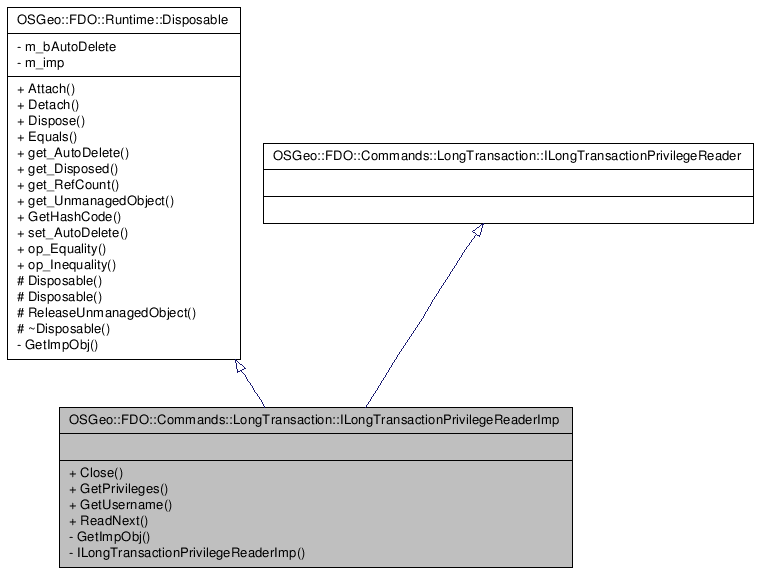 OSGeo::FDO::Runtime::Disposable
- m_bAutoDelete
- m_imp
+ Attach()
+ Detach()
+ Dispose()
+ Equals()
+ get_AutoDelete()
+ get_Disposed()
+ get_RefCount()
+ get_UnmanagedObject()
+ GetHashCode()
+ set_AutoDelete()
+ op_Equality()
+ op_Inequality()
# Disposable()
# Disposable()
# ReleaseUnmanagedObject()
# ~Disposable()
- GetImpObj()
OSGeo::FDO::Commands::LongTransaction::ILongTransactionPrivilegeReader
OSGeo::FDO::Commands::LongTransaction::ILongTransactionPrivilegeReaderImp
+ Close()
+ GetPrivileges()
+ GetUsername()
+ ReadNext()
- GetImpObj()
- ILongTransactionPrivilegeReaderImp()